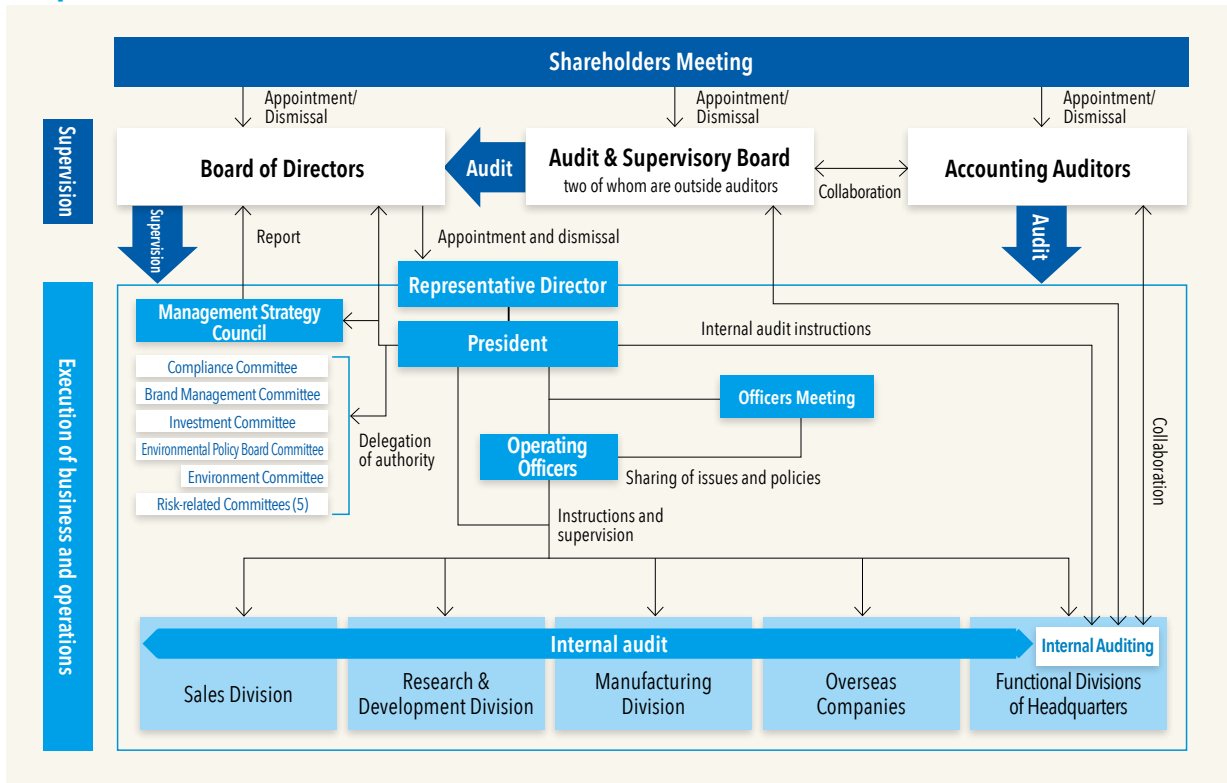 Shareholders Meeting
Appointment/
Dismissal
Appointment/
Dismissal
Appointment/
Dismissal
Supervision
Board of Directors
Audit
Audit & Supervisory Board
two of whom are outside auditors
Collaboration
Accounting Auditors
Supervision
Report
Appointment and dismissal
Audit
Execution of business and operations
Representative Director
Management Strategy
Council
President
Internal audit instructions
Compliance Committee
Brand Management Committee
Investment Committee
Environmental Policy Board Committee
Environment Committee
Risk-related Committees (5)
Delegation
of authority
Officers Meeting
Operating
Officers
Sharing of issues and policies
Collaboration
Instructions and
supervision
Internal audit
Internal Auditing
Sales Division
Research &
Development Division
Manufacturing
Division
Overseas
Companies
Functional Divisions
of Headquarters